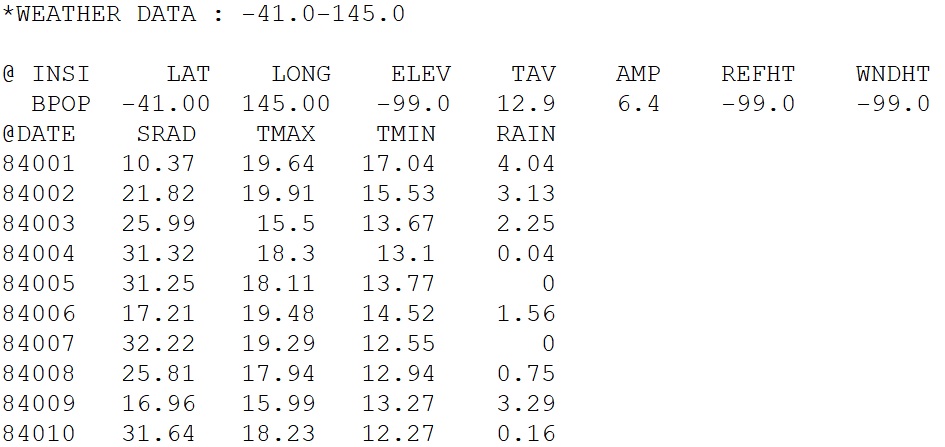 *WEATHER DATA : -41.0-145.0
@ INSI LAT LONG ELEV TAV AMP REFHT WNDHT
BPOP -41.00 145.00 -99.0 12.9 6.4 -99.0 -99.0
@DATE SRAD TMAX TMIN RAIN
84001 10.37 19.64 17.04 4.04
84002 21.82 19.91 15.53 3.13
84003 25.99 15.5 13.67 2.25
84004 31.32 18.3 13.1 0.04
84005 31.25 18.11 13.77 0
84006 17.21 19.48 14.52 1.56
84007 32.22 19.29 12.55 0
84008 25.81 17.94 12.94 0.75
84009 16.96 15.99 13.27 3.29
84010 31.64 18.23 12.27 0.16